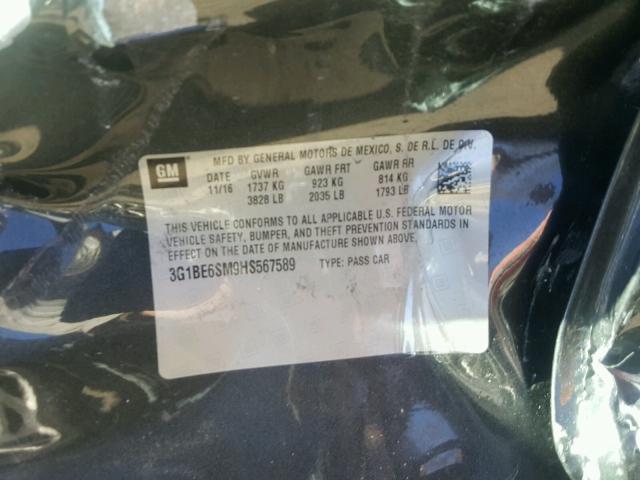 GM
MFD BY GENERAL MOTORS DE MEXICO, S. DE R.L. DE C.V.
DATE GVWR GAWR FRT GAWR RR
11/16 1737 KG 923 KG 814 KG
3828 LB 2035 LB 1793 LB
THIS VEHICLE CONFORMS TO ALL APPLICABLE U.S. FEDERAL MOTOR
VEHICLE SAFETY, BUMPER, AND THEFT PREVENTION STANDARDS IN
EFFECT ON THE DATE OF MANUFACTURE SHOWN ABOVE.
3G1BE6SM9HS567589 TYPE: PASS CAR